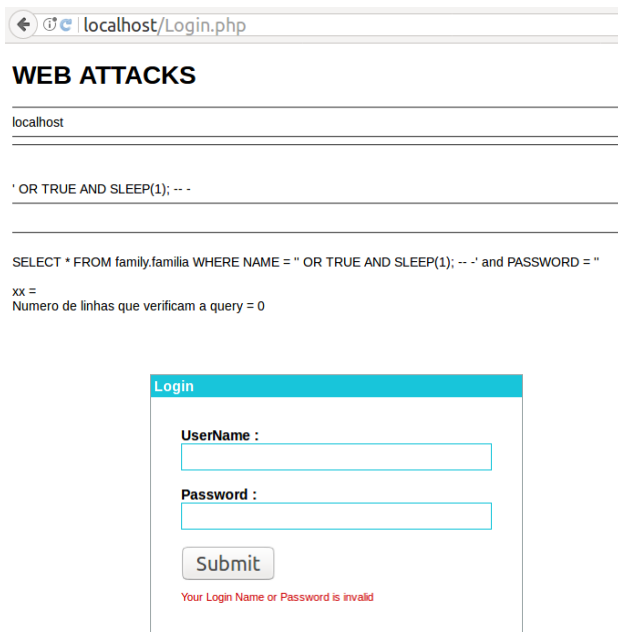 localhost/Login.php
WEB ATTACKS
localhost
' OR TRUE AND SLEEP(1); -- -
SELECT * FROM family.familia WHERE NAME = '' OR TRUE AND SLEEP(1); -- -' and PASSWORD = ''
xx =
Numero de linhas que verificam a query = 0
Login
UserName :
Password :
Submit
Your Login Name or Password is invalid